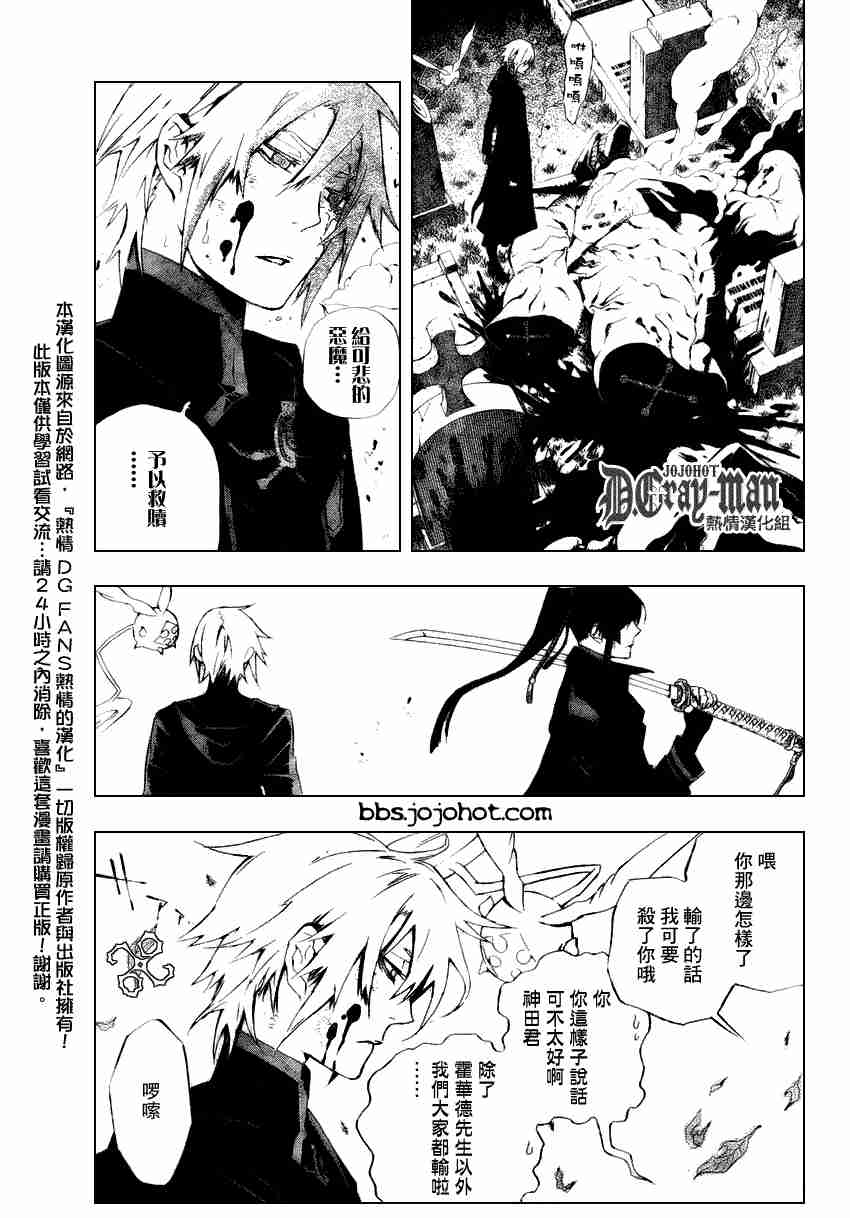 咻
嗚
嗚
嗚
JOJOHOT
D.Gray-man
熱情漢化組
給可悲的
惡魔…
予以救贖
……
bbs.jojohot.com
喂
你那邊怎樣了
輸了的話
我可要
殺了你哦
你
你這樣子說話
可不太好啊
神田君
除了
霍華德先生以外
我們大家都輸啦
……
啰嗦
本漢化圖源來自於網路．『熱情DG FANS熱情的漢化』一切版權歸原作者與出版社擁有！
此版本僅供學習試看交流…請24小時之內消除．喜歡這套漫畫請購買正版！謝謝。